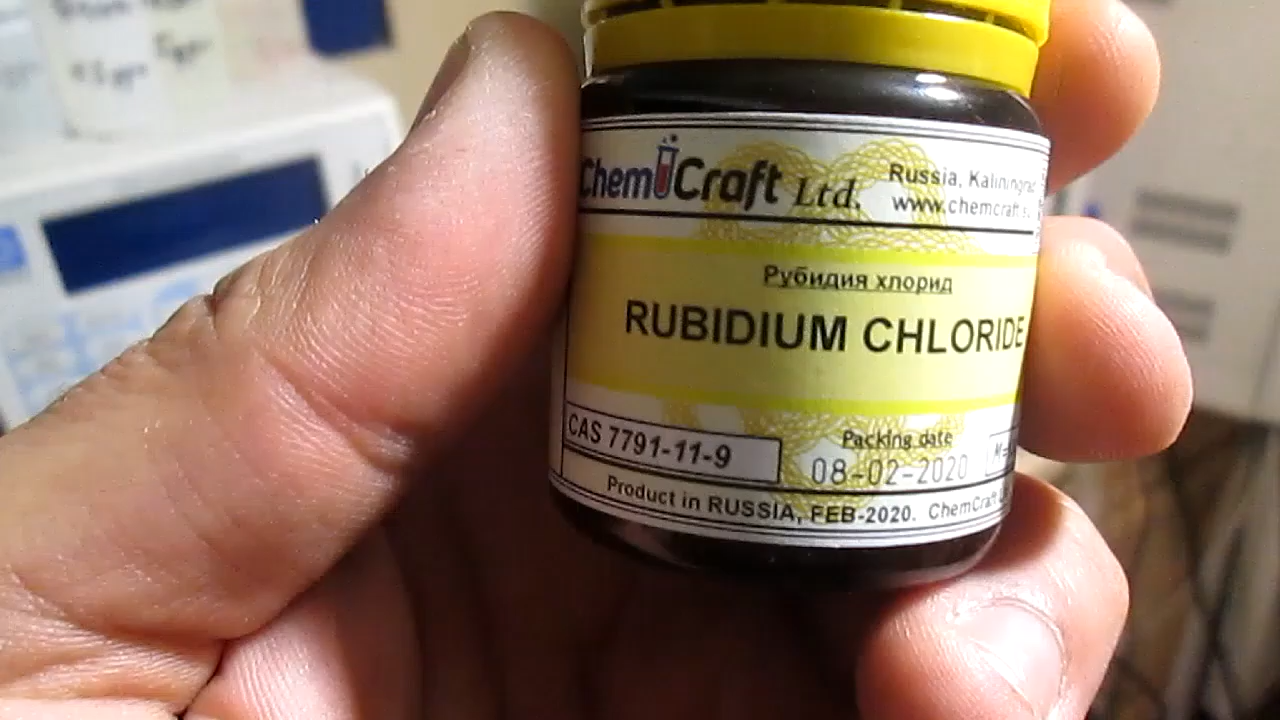 ChemCraft Ltd.
Russia, Kaliningrad
www.chemcraft.su
Рубидия хлорид
RUBIDIUM CHLORIDE
CAS 7791-11-9
Packing date
08-02-2020
M=
Product in RUSSIA, FEB-2020. ChemCraft